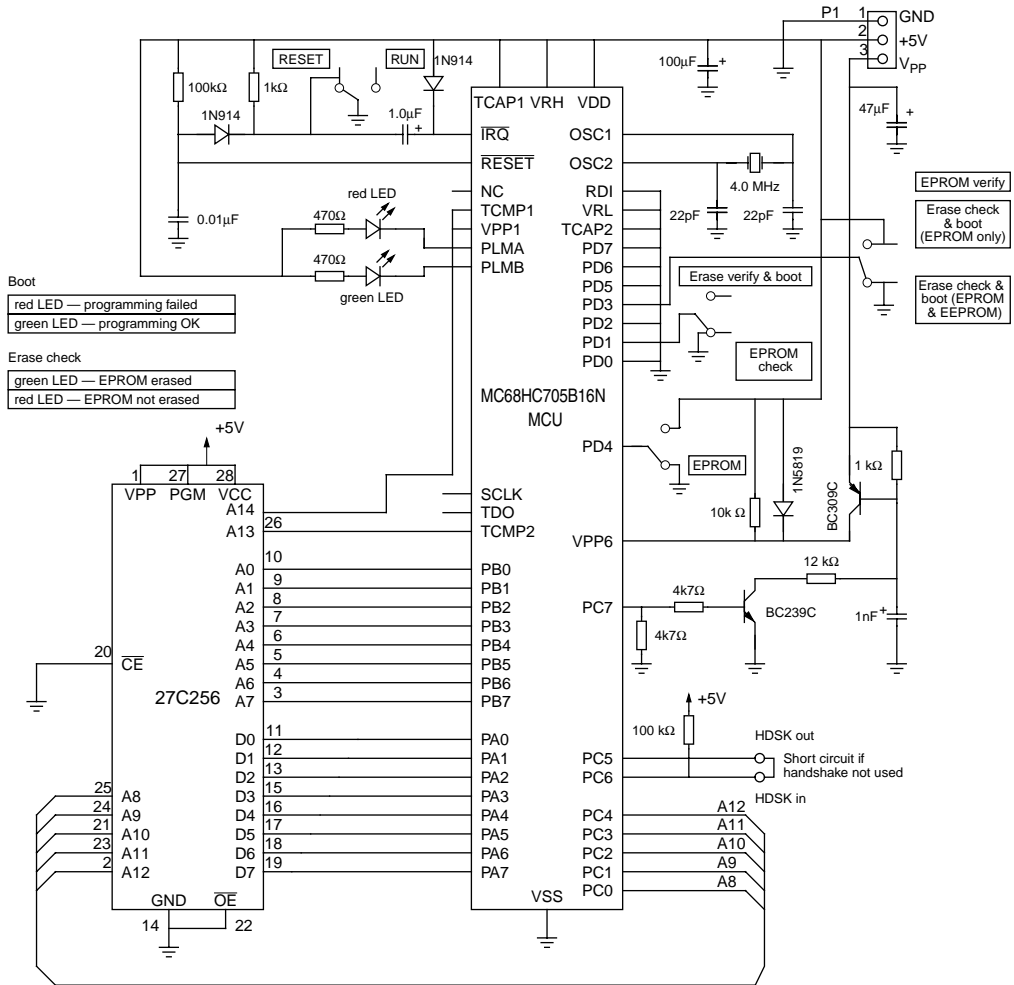 P1
1
GND
2
+5V
3
VPP
RESET
RUN
1N914
100µF
+
100kΩ
1kΩ
1N914
1.0µF
+
47µF
+
TCAP1 VRH VDD
IRQ
OSC1
RESET
OSC2
4.0 MHz
NC
RDI
EPROM verify
red LED
TCMP1
VRL
22pF
22pF
Erase check
& boot
(EPROM only)
0.01µF
470Ω
VPP1
TCAP2
PLMA
PD7
470Ω
PLMB
PD6
Erase verify & boot
green LED
PD5
PD3
Erase check &
boot (EPROM
& EEPROM)
PD2
PD1
PD0
EPROM
check
Boot
red LED — programming failed
green LED — programming OK
Erase check
green LED — EPROM erased
red LED — EPROM not erased
MC68HC705B16N
MCU
+5V
PD4
EPROM
1N5819
1 kΩ
BC309C
10k Ω
1
27
28
VPP PGM VCC
A14
SCLK
TDO
26
A13
TCMP2
VPP6
10
A0
PB0
12 kΩ
9
A1
PB1
4k7Ω
8
A2
PB2
PC7
BC239C
1nF
+
7
A3
PB3
4k7Ω
6
A4
PB4
20
CE
5
A5
PB5
4
A6
PB6
27C256
3
A7
PB7
+5V
11
D0
PA0
100 kΩ
HDSK out
12
D1
PA1
PC5
Short circuit if
handshake not used
13
D2
PA2
PC6
HDSK in
25
A8
15
D3
PA3
24
A9
16
D4
PA4
PC4
A12
21
A10
17
D5
PA5
PC3
A11
23
A11
18
D6
PA6
PC2
A10
2
A12
19
D7
PA7
PC1
A9
PC0
A8
GND
OE
VSS
14
22